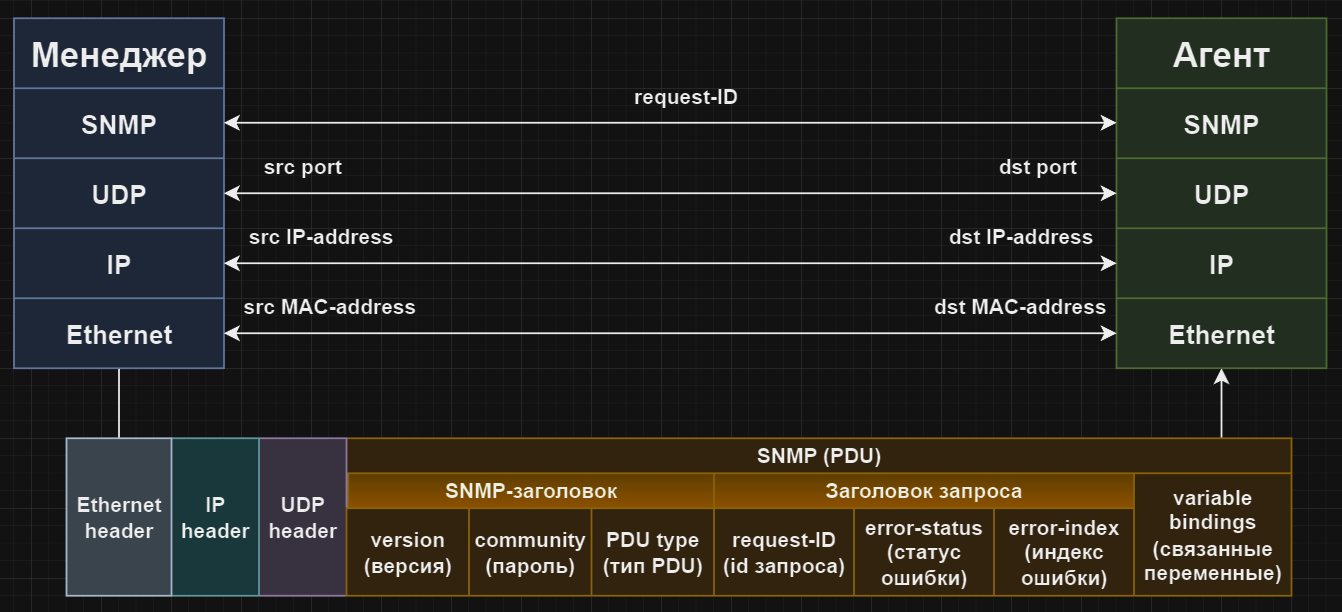 Менеджер
Агент
SNMP
request-ID
SNMP
src port
dst port
UDP
UDP
src IP-address
dst IP-address
IP
IP
src MAC-address
dst MAC-address
Ethernet
Ethernet
SNMP (PDU)
Ethernet
header
IP
header
UDP
header
SNMP-заголовок
Заголовок запроса
version
(версия)
community
(пароль)
PDU type
(тип PDU)
request-ID
(id запроса)
error-status
(статус
ошибки)
error-index
(индекс
ошибки)
variable
bindings
(связанные
переменные)